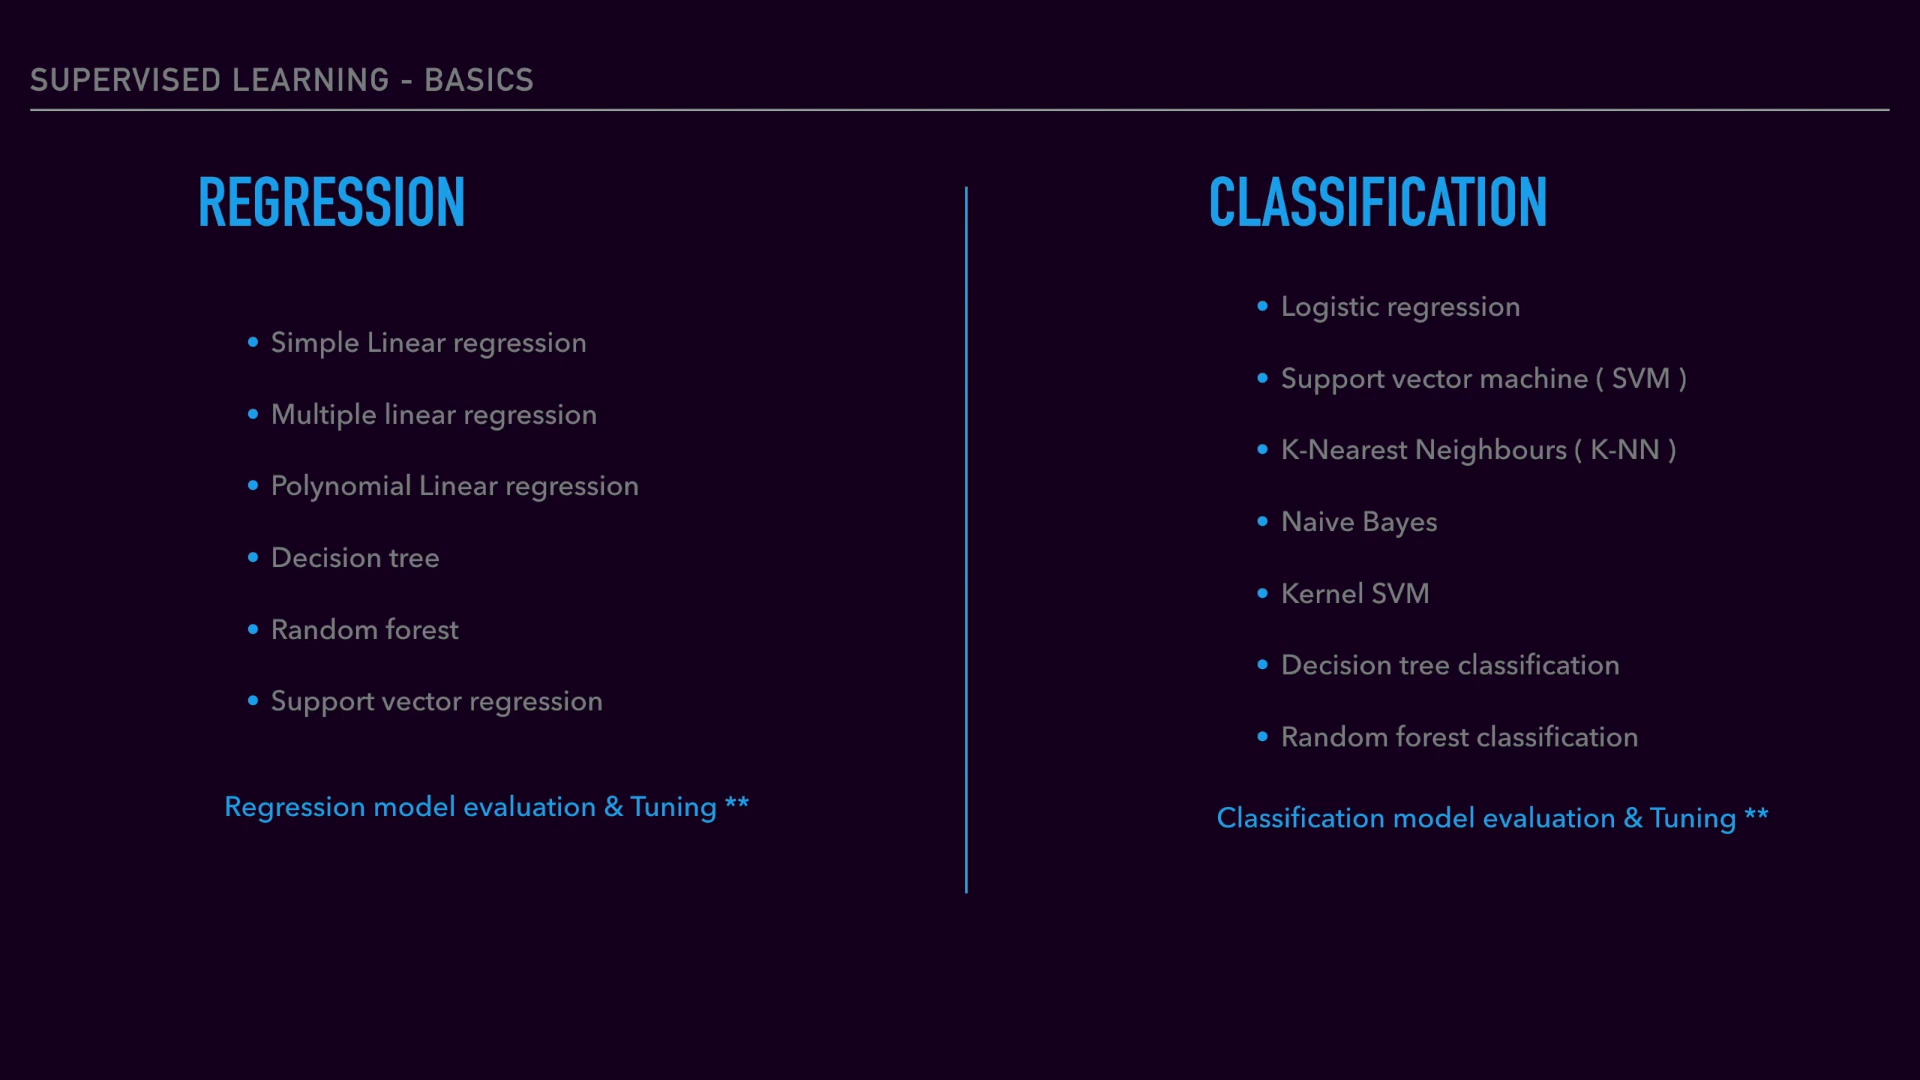 SUPERVISED LEARNING - BASICS
REGRESSION
• Simple Linear regression
• Multiple linear regression
• Polynomial Linear regression
• Decision tree
• Random forest
• Support vector regression
Regression model evaluation & Tuning **
CLASSIFICATION
• Logistic regression
• Support vector machine ( SVM )
• K-Nearest Neighbours ( K-NN )
• Naive Bayes
• Kernel SVM
• Decision tree classification
• Random forest classification
Classification model evaluation & Tuning **